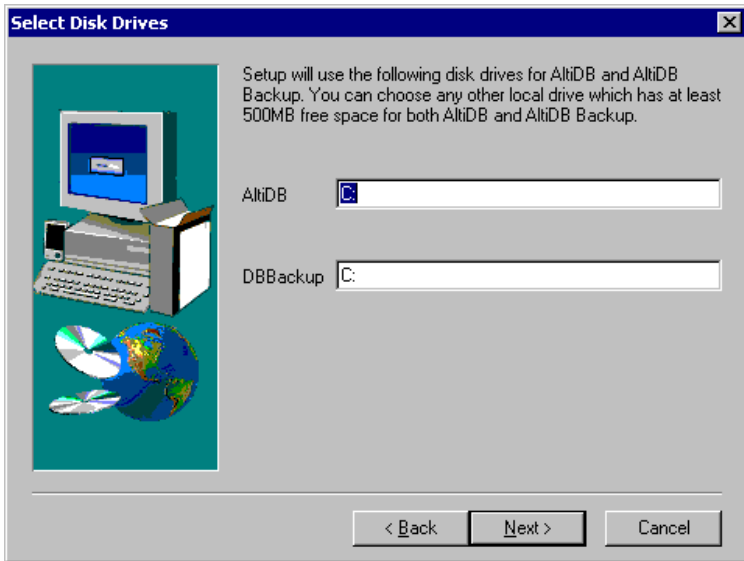 Select Disk Drives
Setup will use the following disk drives for AltiDB and AltiDB
Backup. You can choose any other local drive which has at least
500MB free space for both AltiDB and AltiDB Backup.
AltiDB C:
DBBackup C:
< Back Next > Cancel